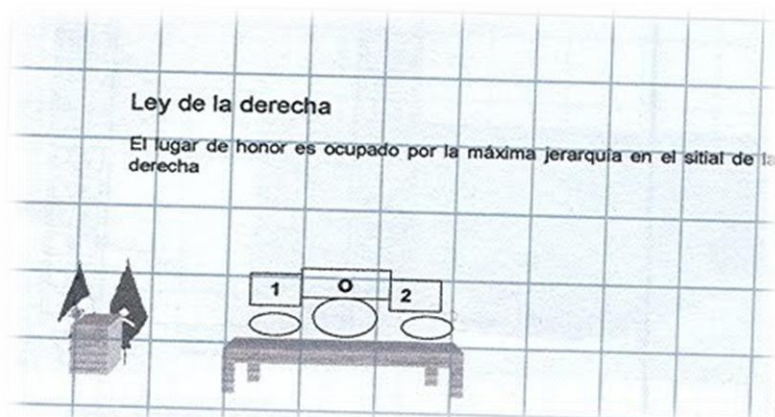 Ley de la derecha
El lugar de honor es ocupado por la máxima jerarquía en el sitial de la
derecha
1 O 2